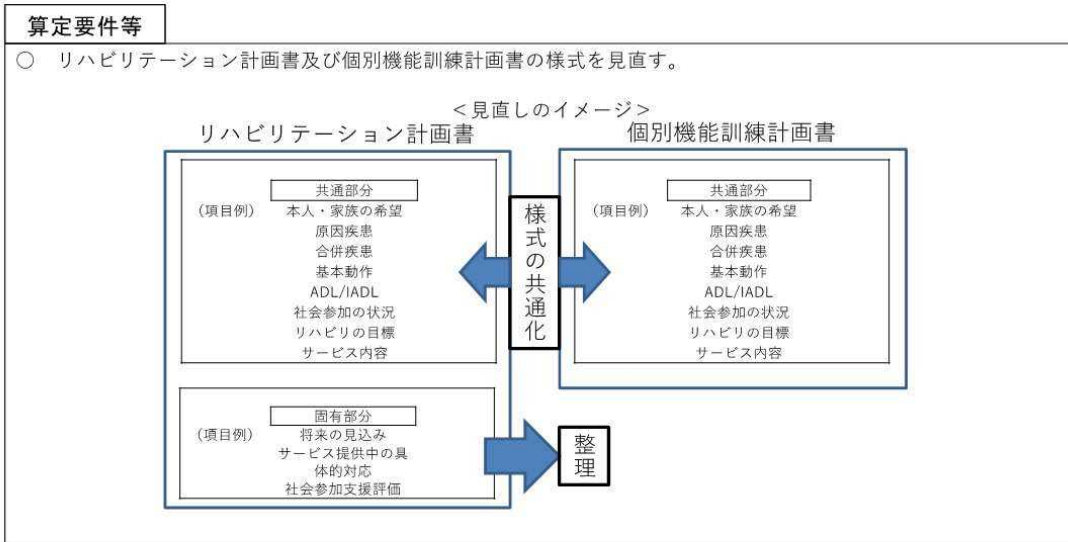 算定要件等
○ リハビリテーション計画書及び個別機能訓練計画書の様式を見直す。
<見直しのイメージ>
リハビリテーション計画書
共通部分
(項目例) 本人・家族の希望
原因疾患
合併疾患
基本動作
ADL/IADL
社会参加の状況
リハビリの目標
サービス内容
固有部分
(項目例) 将来の見込み
サービス提供中の具
体的対応
社会参加支援評価
様式の共通化
整理
個別機能訓練計画書
共通部分
(項目例) 本人・家族の希望
原因疾患
合併疾患
基本動作
ADL/IADL
社会参加の状況
リハビリの目標
サービス内容